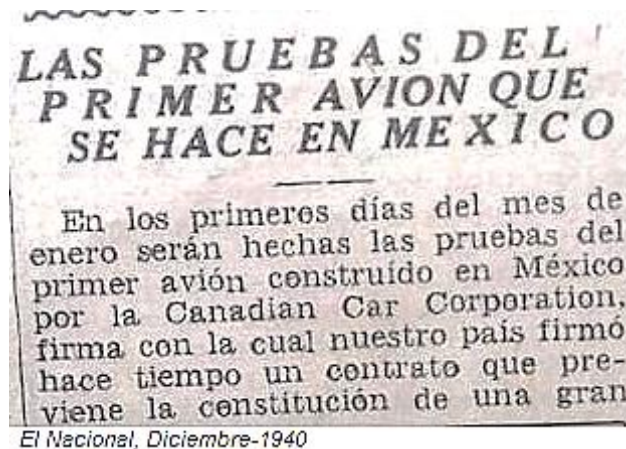 LAS PRUEBAS DEL
PRIMER AVION QUE
SE HACE EN MEXICO
En los primeros días del mes de
enero serán hechas las pruebas del
primer avión construído en México
por la Canadian Car Corporation,
firma con la cual nuestro país firmó
hace tiempo un contrato que pre-
viene la constitución de una gran
El Nacional, Diciembre-1940